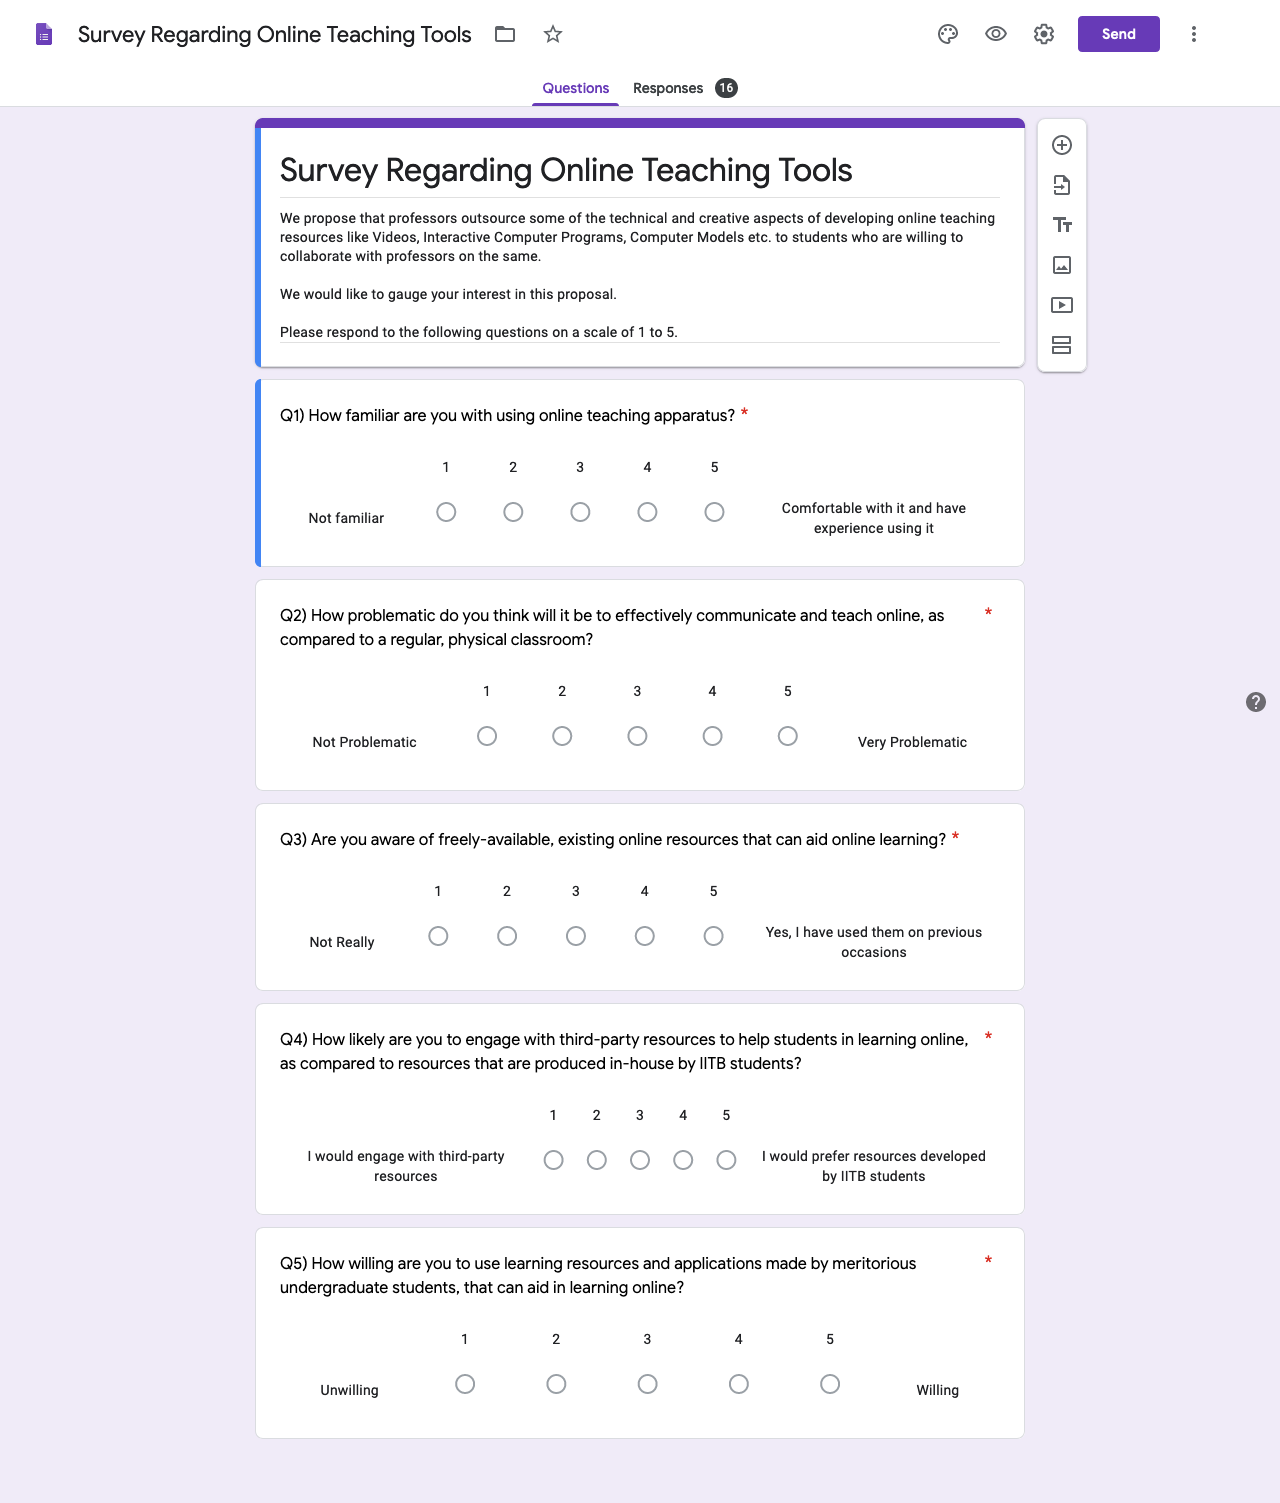 Survey Regarding Online Teaching Tools
Send
Questions Responses 16
Survey Regarding Online Teaching Tools
We propose that professors outsource some of the technical and creative aspects of developing online teaching
resources like Videos, Interactive Computer Programs, Computer Models etc. to students who are willing to
collaborate with professors on the same.
We would like to gauge your interest in this proposal.
Please respond to the following questions on a scale of 1 to 5.
Q1) How familiar are you with using online teaching apparatus? *
1 2 3 4 5
Not familiar
Comfortable with it and have
experience using it
Q2) How problematic do you think will it be to effectively communicate and teach online, as *
compared to a regular, physical classroom?
1 2 3 4 5
Not Problematic Very Problematic
Q3) Are you aware of freely-available, existing online resources that can aid online learning? *
1 2 3 4 5
Not Really
Yes, I have used them on previous
occasions
Q4) How likely are you to engage with third-party resources to help students in learning online, *
as compared to resources that are produced in-house by IITB students?
1 2 3 4 5
I would engage with third-party
resources
I would prefer resources developed
by IITB students
Q5) How willing are you to use learning resources and applications made by meritorious *
undergraduate students, that can aid in learning online?
1 2 3 4 5
Unwilling Willing